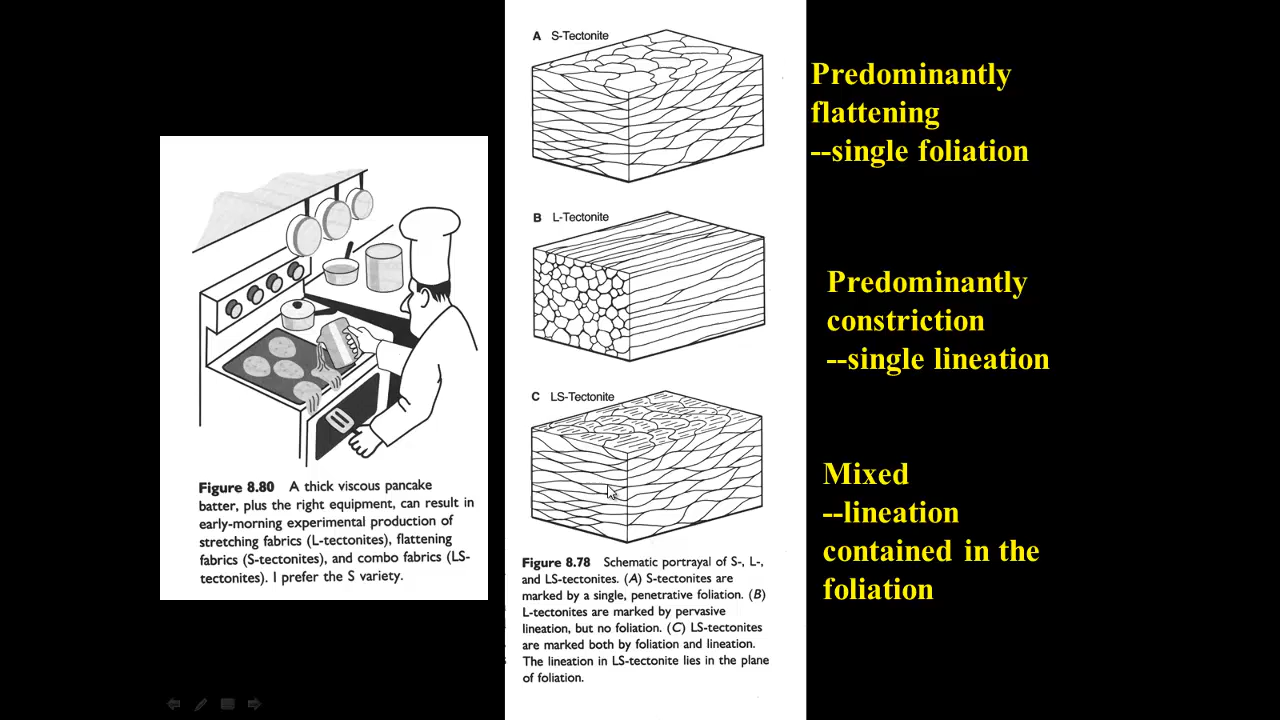 A S-Tectonite
Predominantly
flattening
--single foliation
B L-Tectonite
Predominantly
constriction
--single lineation
C LS-Tectonite
Mixed
--lineation
contained in the
foliation
Figure 8.80 A thick viscous pancake
batter, plus the right equipment, can result in
early-morning experimental production of
stretching fabrics (L-tectonites), flattening
fabrics (S-tectonites), and combo fabrics (LS-
tectonites). I prefer the S variety.
Figure 8.78 Schematic portrayal of S-, L-,
and LS-tectonites. (A) S-tectonites are
marked by a single, penetrative foliation. (B)
L-tectonites are marked by pervasive
lineation, but no foliation. (C) LS-tectonites
are marked both by foliation and lineation.
The lineation in LS-tectonite lies in the plane
of foliation.